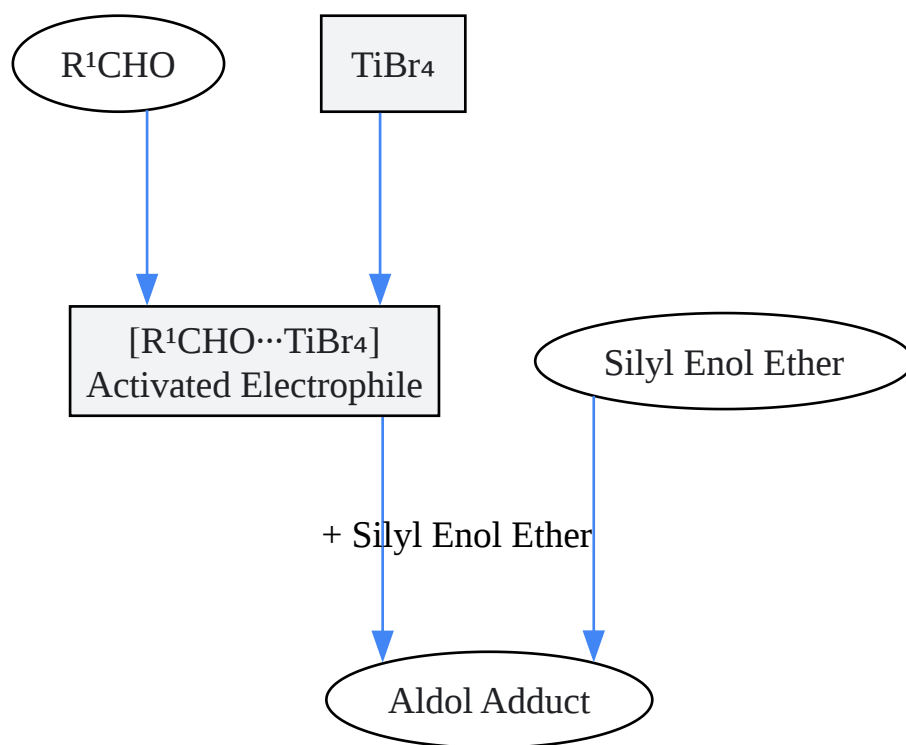 R¹CHO
TiBr₄
[R¹CHO···TiBr₄]
Activated Electrophile
Silyl Enol Ether
+ Silyl Enol Ether
Aldol Adduct